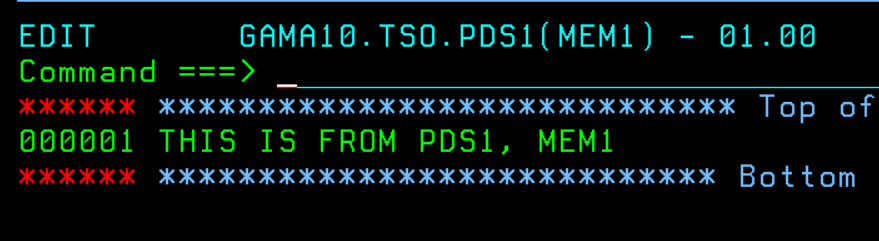 EDIT GAMA10.TSO.PDS1(MEM1) - 01.00
Command ===> _
****** ***************************** Top of
000001 THIS IS FROM PDS1, MEM1
****** **************************** Bottom